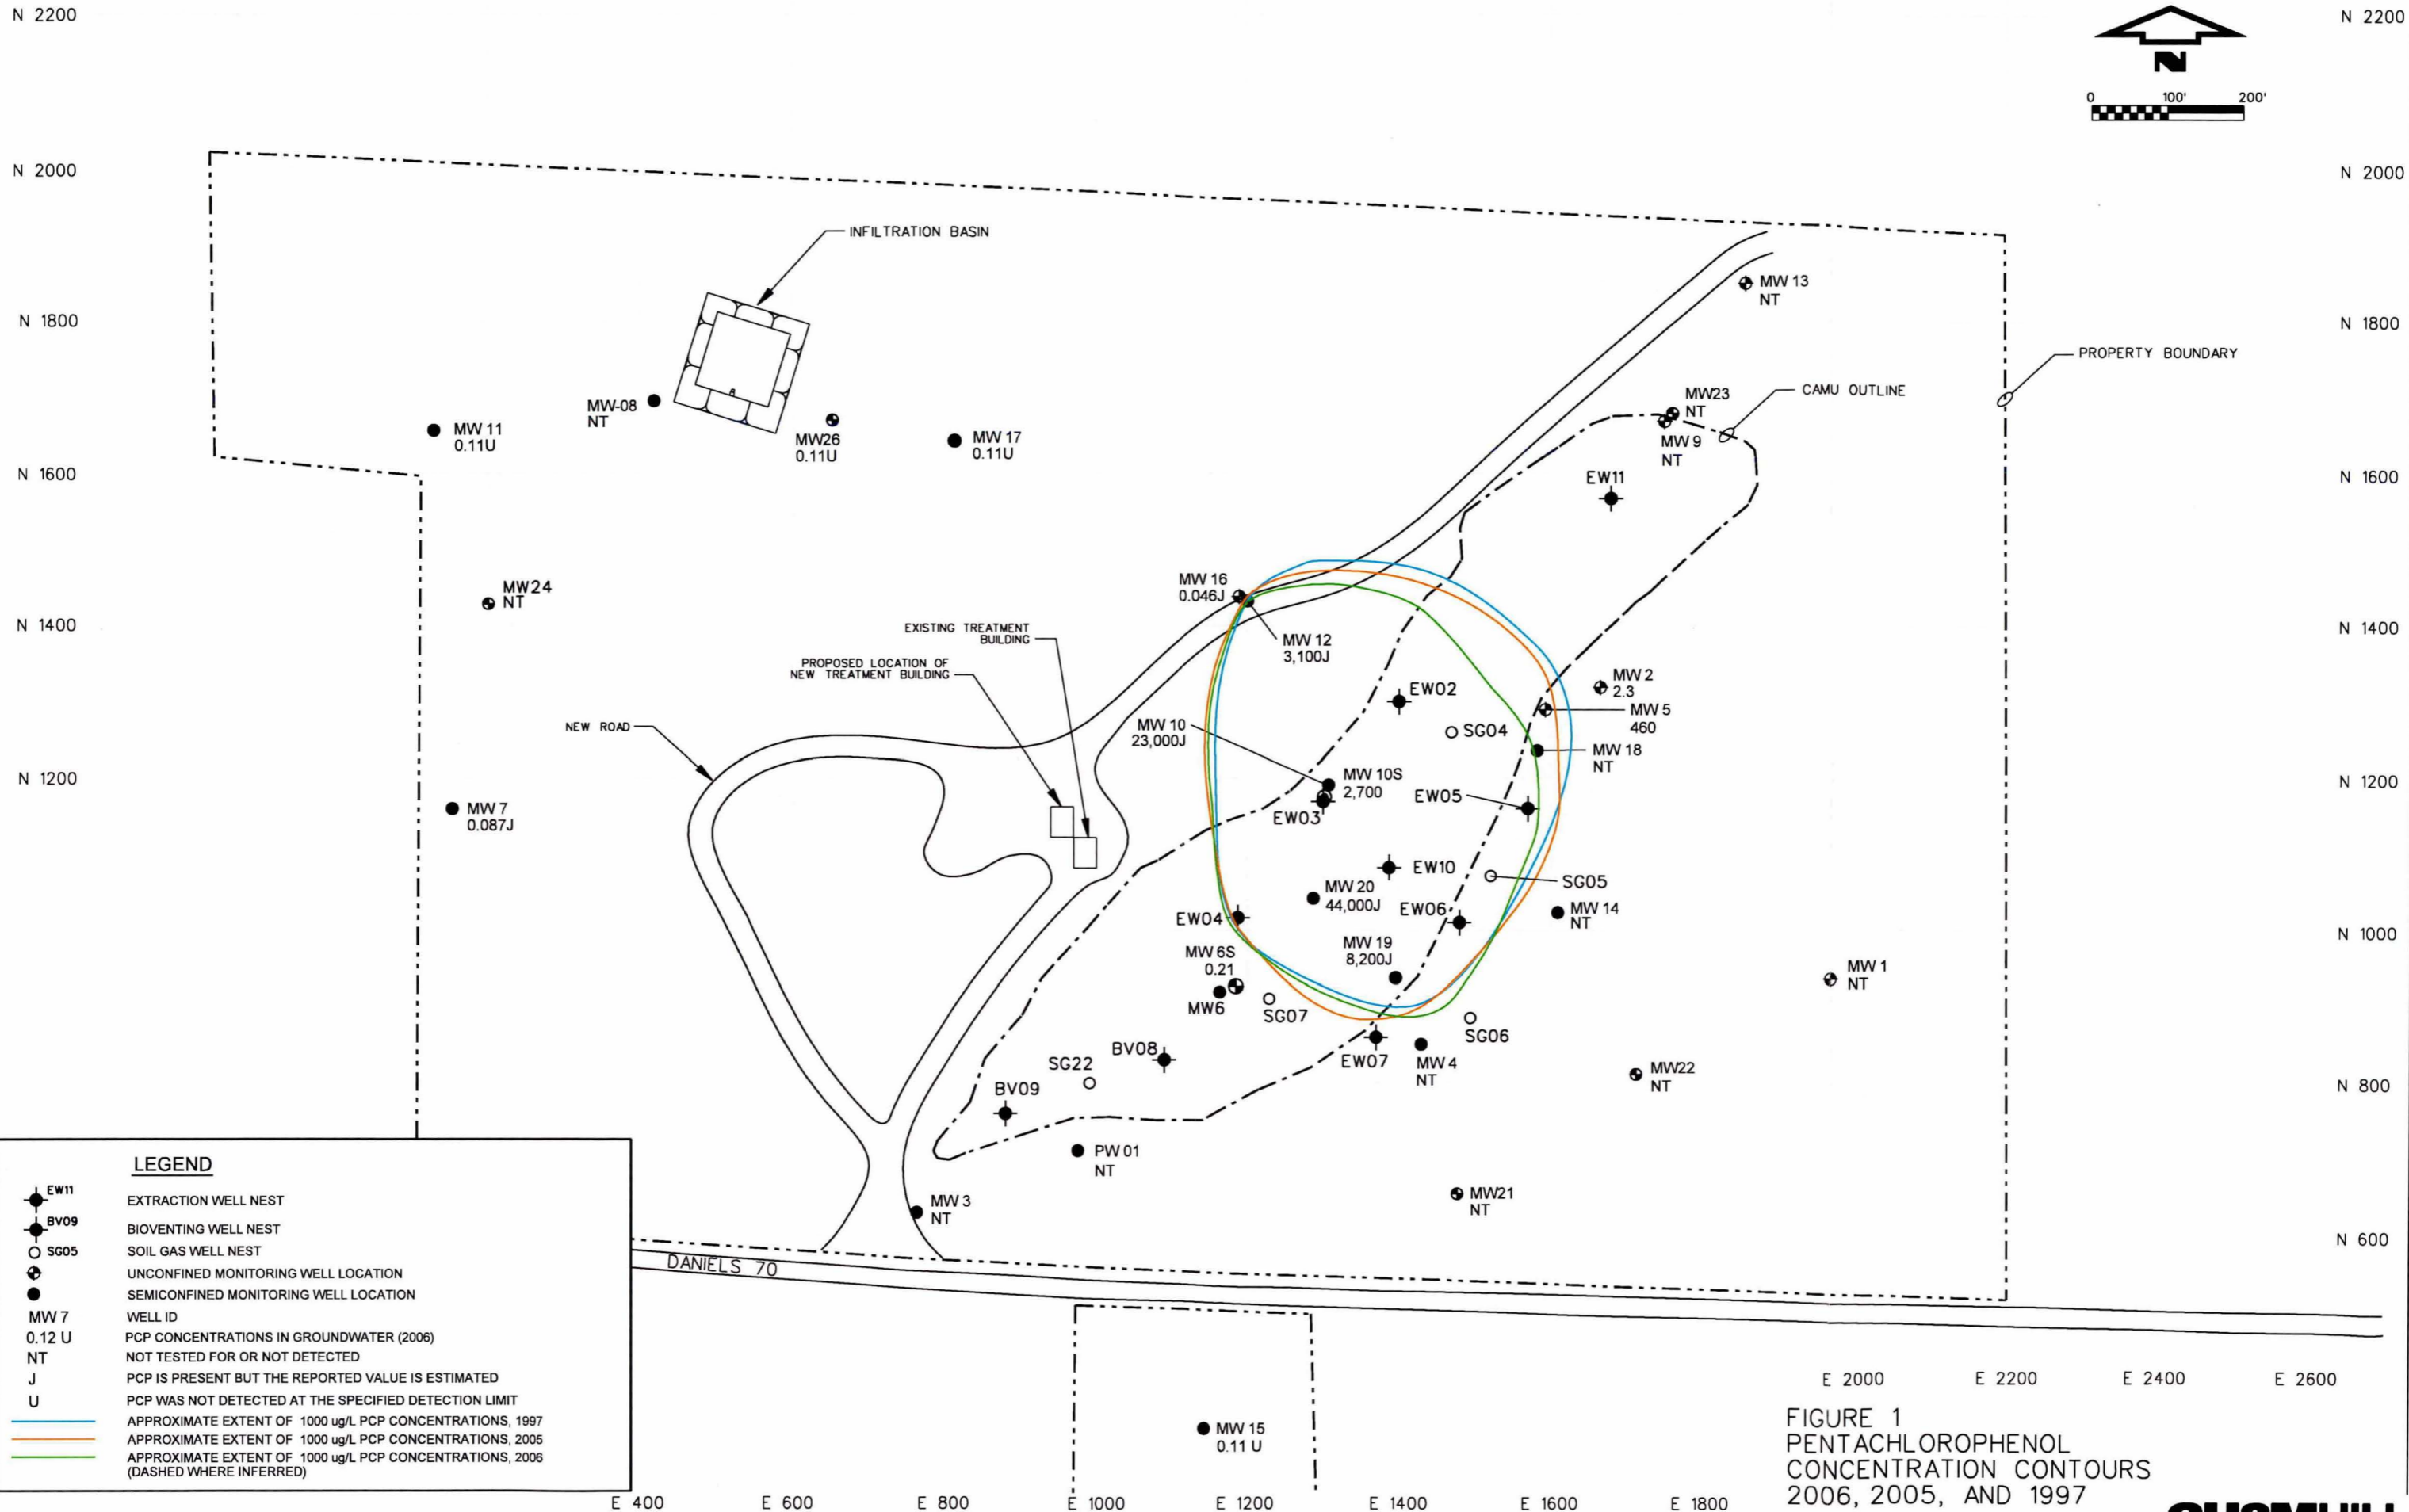 N 2200
N 2200
N
0 100' 200'
N 2000
N 2000
INFILTRATION BASIN
MW 13
NT
N 1800
N 1800
PROPERTY BOUNDARY
CAMU OUTLINE
MW-08
NT
MW 11
0.11U
MW26
0.11U
MW 17
0.11U
MW23
NT
MW 9
NT
N 1600
N 1600
EW11
MW24
NT
MW 16
0.046J
N 1400
N 1400
EXISTING TREATMENT
BUILDING
MW 12
3,100J
PROPOSED LOCATION OF
NEW TREATMENT BUILDING
MW 2
2.3
EW02
MW 5
460
NEW ROAD
MW 10
23,000J
SG04
MW 18
NT
N 1200
N 1200
MW 10S
2,700
EW05
MW 7
0.087J
EW03
EW10
SG05
MW 20
44,000J
EW04
EW06
MW 14
NT
N 1000
MW 19
8,200J
MW 6S
0.21
MW 1
NT
MW6
SG07
SG06
BV08
EW07
MW 4
NT
SG22
MW22
NT
N 800
BV09
PW 01
NT
MW21
NT
MW 3
NT
N 600
DANIELS 70
LEGEND
EW11
EXTRACTION WELL NEST
BV09
BIOVENTING WELL NEST
SG05
SOIL GAS WELL NEST
UNCONFINED MONITORING WELL LOCATION
SEMICONFINED MONITORING WELL LOCATION
MW 7 WELL ID
0.12 U PCP CONCENTRATIONS IN GROUNDWATER (2006)
NT NOT TESTED FOR OR NOT DETECTED
J PCP IS PRESENT BUT THE REPORTED VALUE IS ESTIMATED
U PCP WAS NOT DETECTED AT THE SPECIFIED DETECTION LIMIT
APPROXIMATE EXTENT OF 1000 ug/L PCP CONCENTRATIONS, 1997
APPROXIMATE EXTENT OF 1000 ug/L PCP CONCENTRATIONS, 2005
APPROXIMATE EXTENT OF 1000 ug/L PCP CONCENTRATIONS, 2006
(DASHED WHERE INFERRED)
MW 15
0.11 U
E 2000 E 2200 E 2400 E 2600
E 400 E 600 E 800 E 1000 E 1200 E 1400 E 1600 E 1800
FIGURE 1
PENTACHLOROPHENOL
CONCENTRATION CONTOURS
2006, 2005, AND 1997